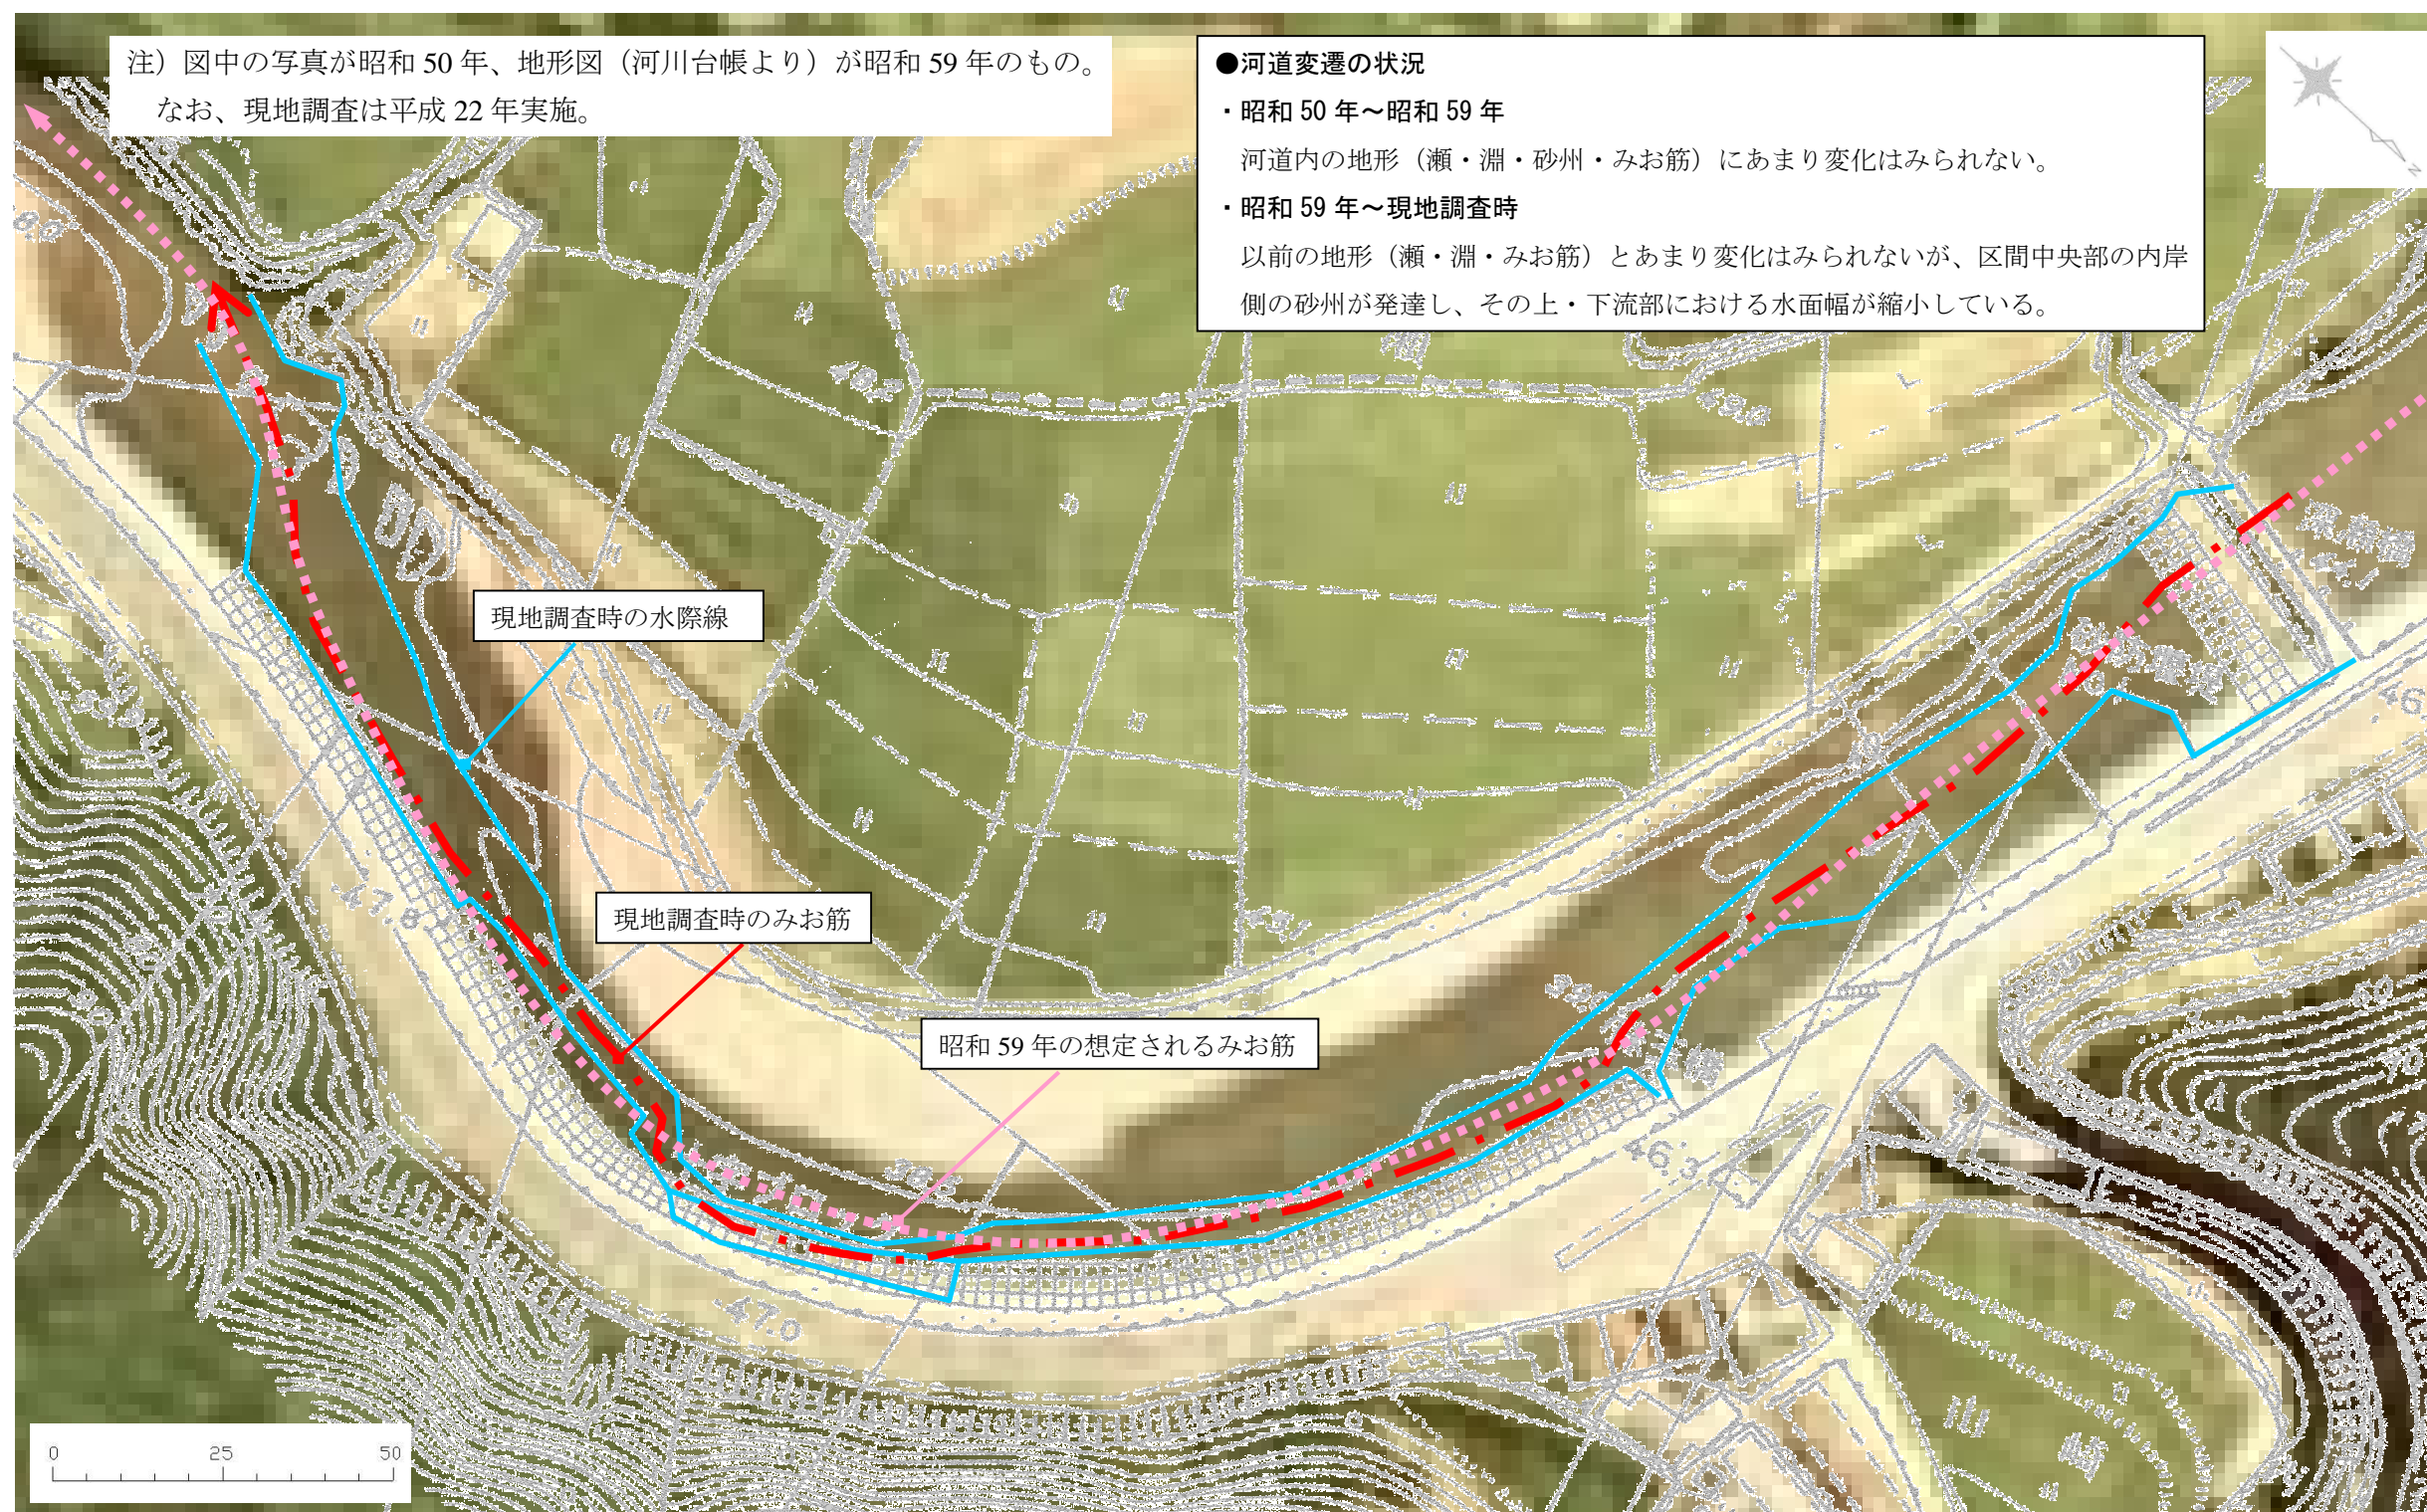 注）図中の写真が昭和 50 年、地形図（河川台帳より）が昭和 59 年のもの。
なお、現地調査は平成 22 年実施。
●河道変遷の状況
・昭和 50 年～昭和 59 年
河道内の地形（瀬・淵・砂州・みお筋）にあまり変化はみられない。
・昭和 59 年～現地調査時
以前の地形（瀬・淵・みお筋）とあまり変化はみられないが、区間中央部の内岸
側の砂州が発達し、その上・下流部における水面幅が縮小している。
N
現地調査時の水際線
現地調査時のみお筋
昭和 59 年の想定されるみお筋
47.8
46.3
47.0
0 25 50